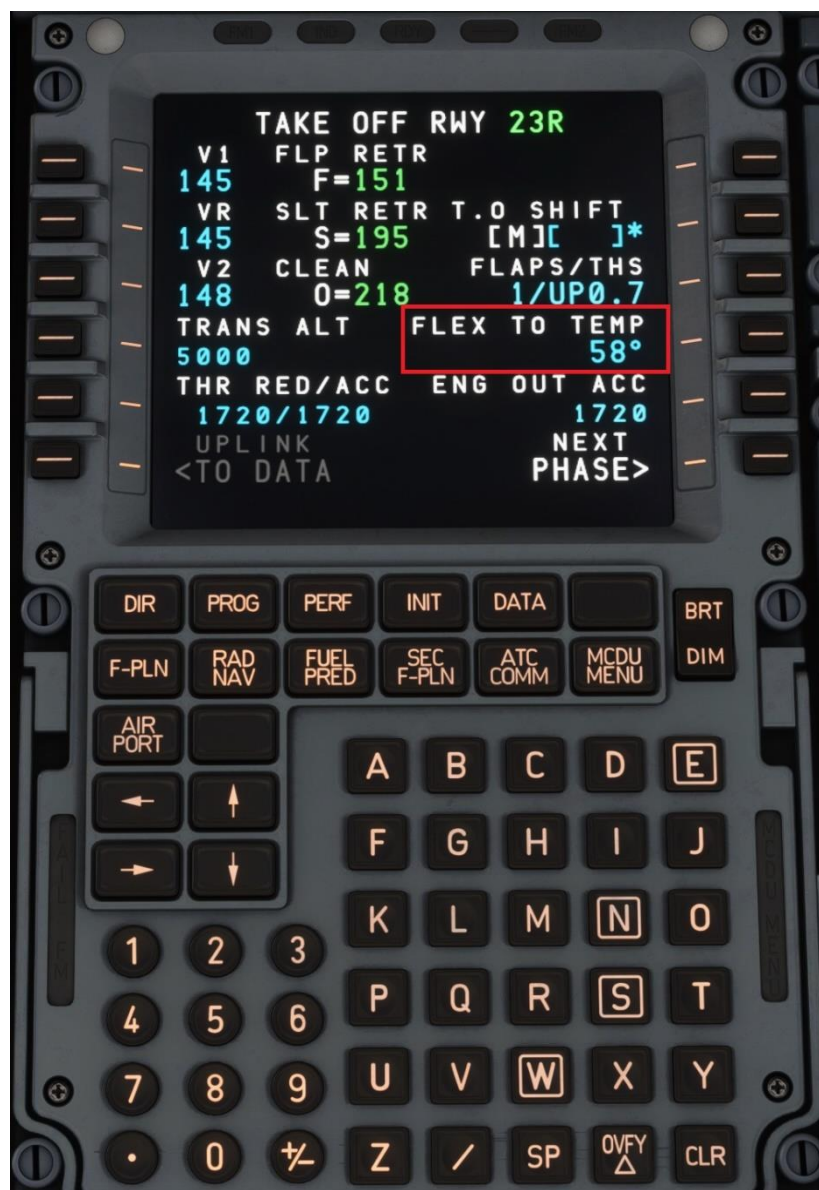 TAKE OFF RWY 23R
V1 FLP RETR
145 F=151
VR SLT RETR T.O SHIFT
145 S=195 [M][ ]*
V2 CLEAN FLAPS/THS
148 O=218 1/UP0.7
TRANS ALT FLEX TO TEMP
5000 58°
THR RED/ACC ENG OUT ACC
1720/1720 1720
UPLINK NEXT
<TO DATA PHASE>
DIR PROG PERF INIT DATA BRT
F-PLN RAD NAV FUEL PRED SEC F-PLN ATC COMM MCDU MENU DIM
AIR PORT
A B C D E
F G H I J
K L M N O
1 2 3
P Q R S T
4 5 6
U V W X Y
7 8 9
Z / SP OVFY Δ CLR
. 0 +/-
FAIL FM
MCDU MENU